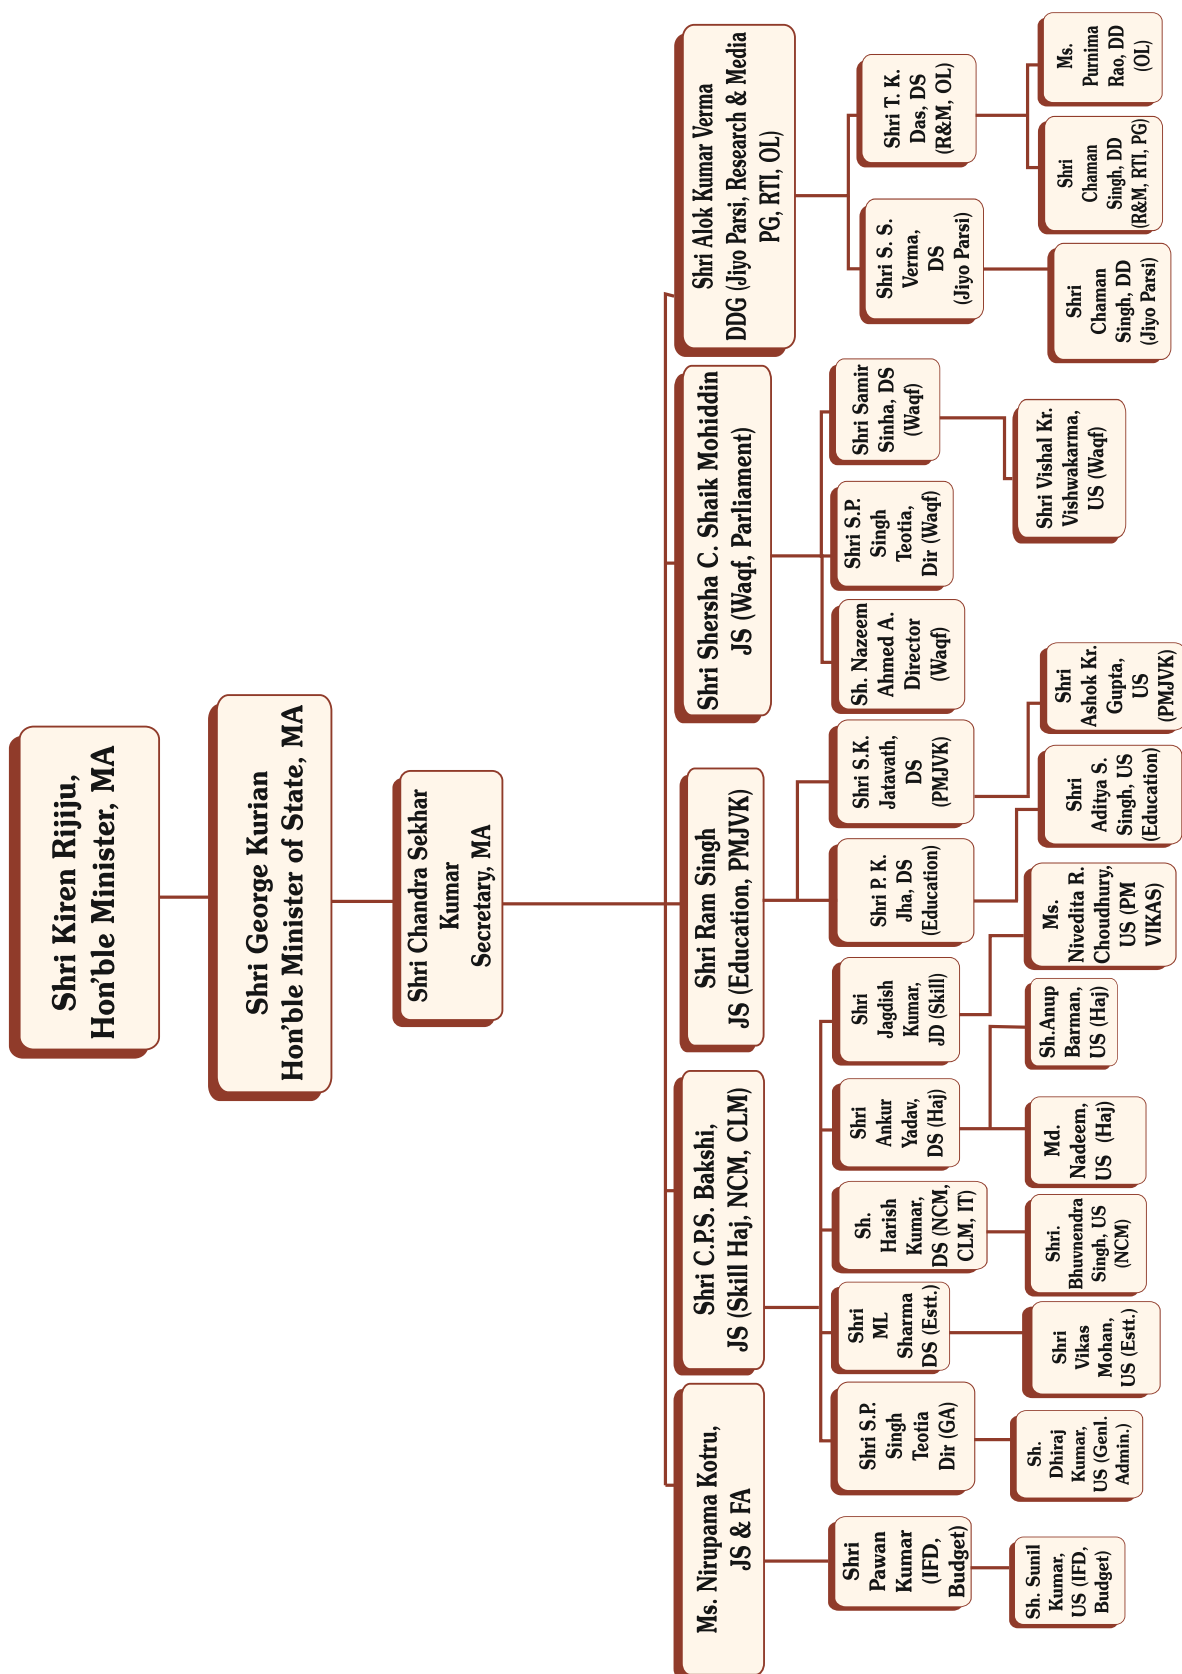 Shri Kiren Rijiju,
Hon'ble Minister, MA
Shri George Kurian
Hon'ble Minister of State, MA
Shri Chandra Sekhar
Kumar
Secretary, MA
Ms. Nirupama Kotru,
JS & FA
Shri C.P.S. Bakshi,
JS (Skill Haj, NCM, CLM)
Shri Ram Singh
JS (Education, PMJVK)
Shri Shersha C. Shaik Mohiddin
JS (Waqf, Parliament)
Shri Alok Kumar Verma
DDG (Jiyo Parsi, Research & Media
PG, RTI, OL)
Shri
Pawan
Kumar
(IFD,
Budget)
Shri S.P.
Singh
Teotia
Dir (GA)
Shri
ML
Sharma
DS (Estt.)
Sh.
Harish
Kumar,
DS (NCM,
CLM, IT)
Shri
Ankur
Yadav,
DS (Haj)
Shri
Jagdish
Kumar,
JD (Skill)
Shri P. K.
Jha, DS
(Education)
Shri S.K.
Jatavath,
DS
(PMJVK)
Sh. Nazeem
Ahmed A.
Director
(Waqf)
Shri S.P.
Singh
Teotia,
Dir (Waqf)
Shri Samir
Sinha, DS
(Waqf)
Shri S. S.
Verma,
DS
(Jiyo Parsi)
Shri T. K.
Das, DS
(R&M, OL)
Sh. Sunil
Kumar,
US (IFD,
Budget)
Sh.
Dhiraj
Kumar,
US (Genl.
Admin.)
Shri
Vikas
Mohan,
US (Estt.)
Shri.
Bhuvnendra
Singh, US
(NCM)
Md.
Nadeem,
US (Haj)
Sh.Anup
Barman,
US (Haj)
Ms.
Nivedita R.
Choudhury,
US (PM
VIKAS)
Shri
Aditya S.
Singh, US
(Education)
Shri
Ashok Kr.
Gupta,
US
(PMJVK)
Shri Vishal Kr.
Vishwakarma,
US (Waqf)
Shri
Chaman
Singh, DD
(Jiyo Parsi)
Shri
Chaman
Singh, DD
(R&M, RTI, PG)
Ms.
Purnima
Rao, DD
(OL)